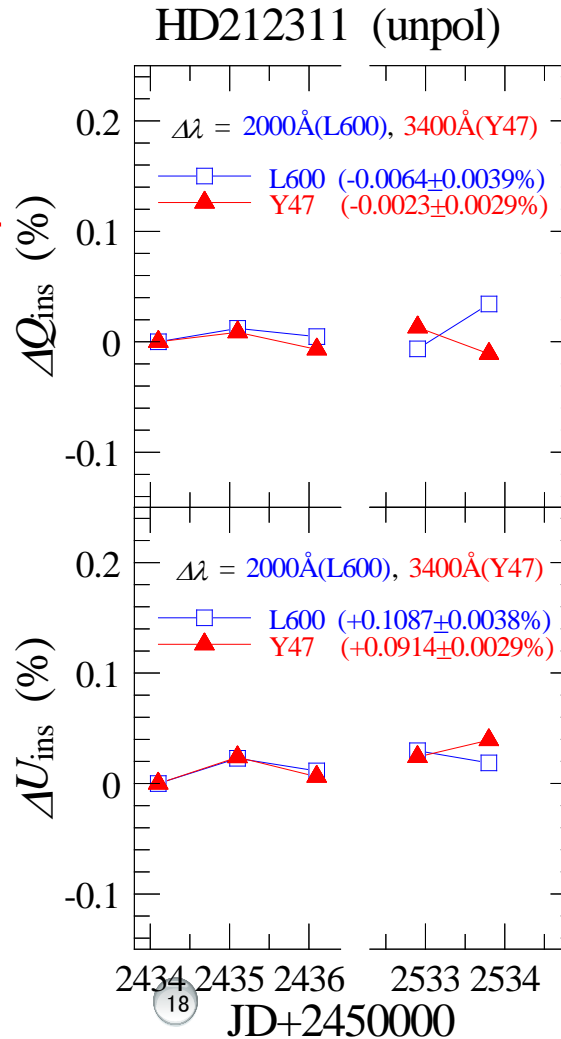 HD212311 (unpol)
0.2
Δλ = 2000Å(L600), 3400Å(Y47)
L600 (-0.0064±0.0039%)
Y47 (-0.0023±0.0029%)
0.1
ΔQins (%)
0
-0.1
0.2
Δλ = 2000Å(L600), 3400Å(Y47)
L600 (+0.1087±0.0038%)
Y47 (+0.0914±0.0029%)
0.1
ΔUins (%)
0
-0.1
2434 2435 2436 2533 2534
18
JD+2450000